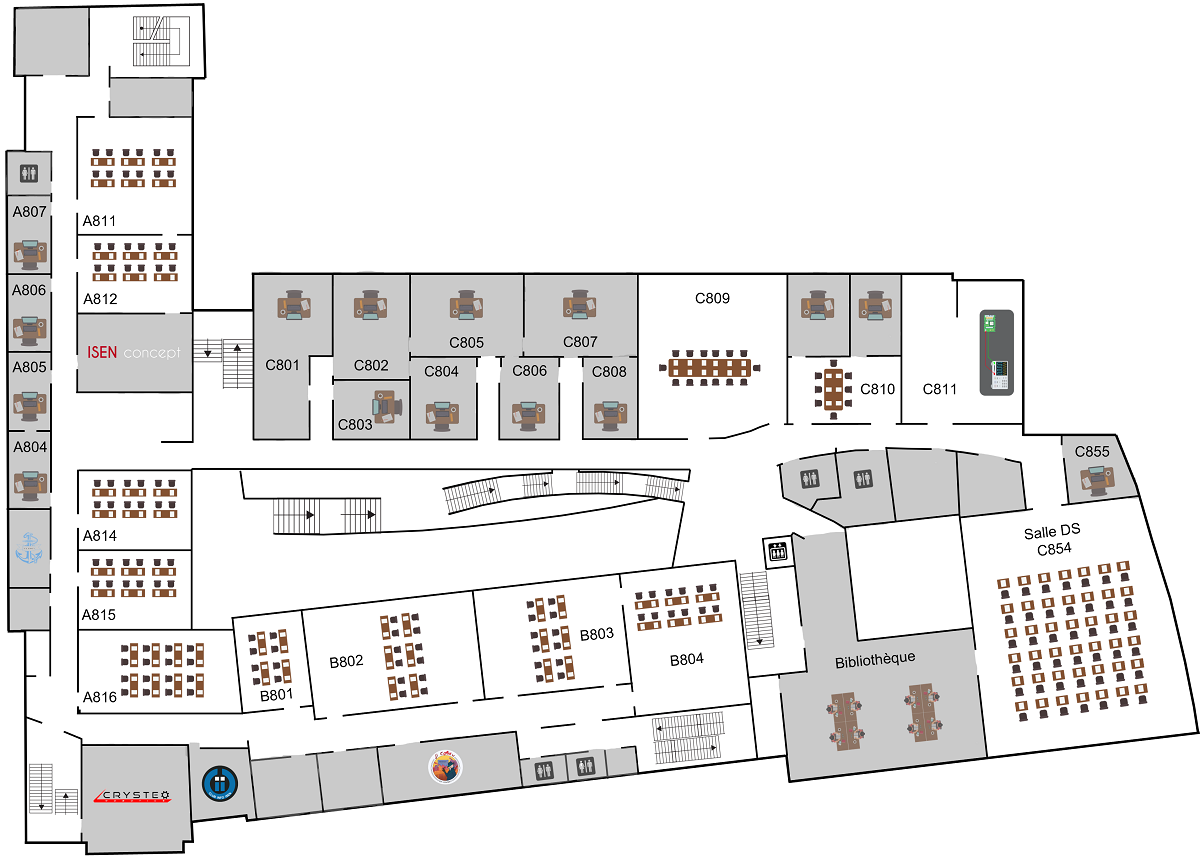 A807
A811
A806
A812
ISEN concept
A805
A804
C801
C802
C803
C805
C804
C807
C806
C808
C809
C810
C811
C855
Salle DS
C854
A814
A815
A816
B801
B802
B803
B804
Bibliothèque
CRYSTEO